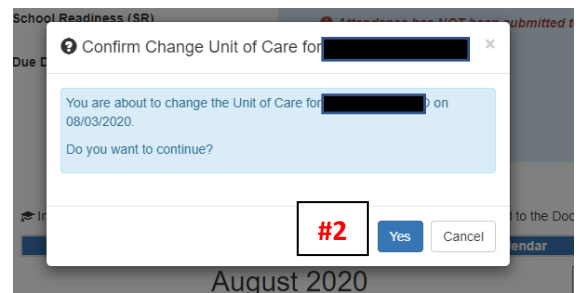 School Readiness (SR)
Attendance has NOT been submitted t
Confirm Change Unit of Care for
×
Due D
You are about to change the Unit of Care for on
08/03/2020.
Do you want to continue?
In
to the Doc
#2
Yes
Cancel
endar
August 2020